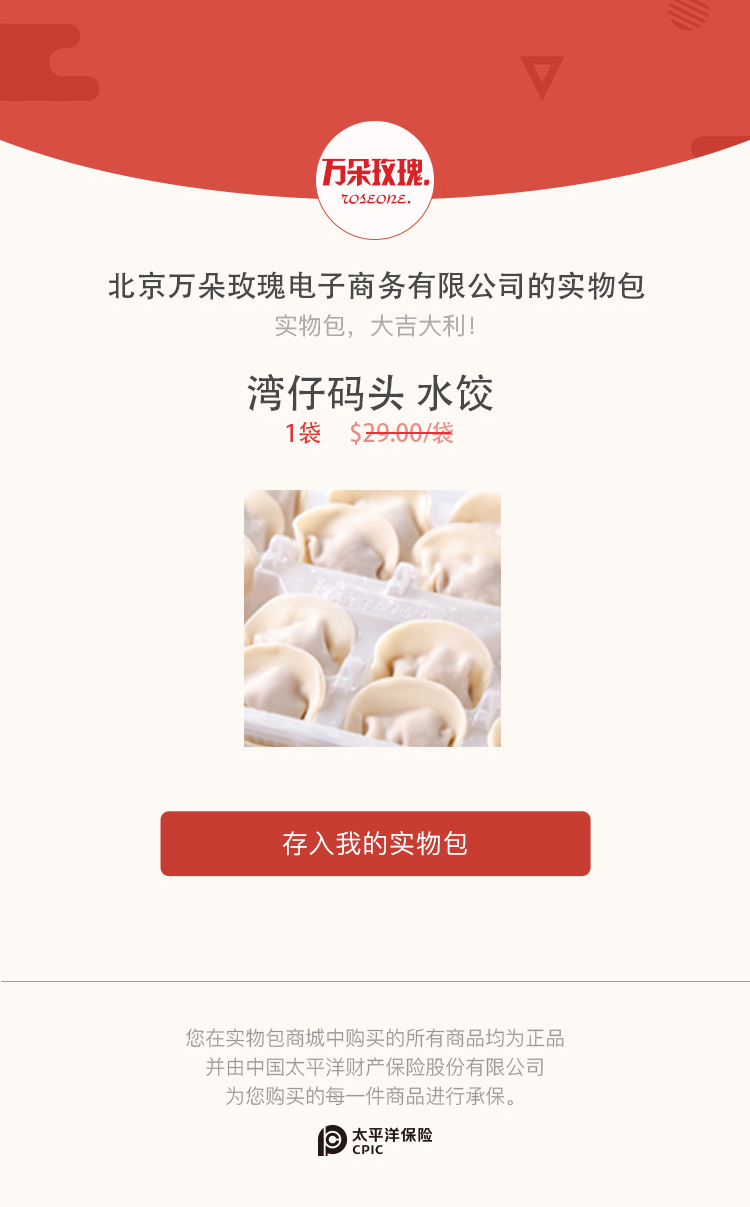 万朵玫瑰.
roseone.
北京万朵玫瑰电子商务有限公司的实物包
实物包，大吉大利！
湾仔码头 水饺
1袋 $29.00/袋
存入我的实物包
您在实物包商城中购买的所有商品均为正品
并由中国太平洋财产保险股份有限公司
为您购买的每一件商品进行承保。
太平洋保险
CPIC